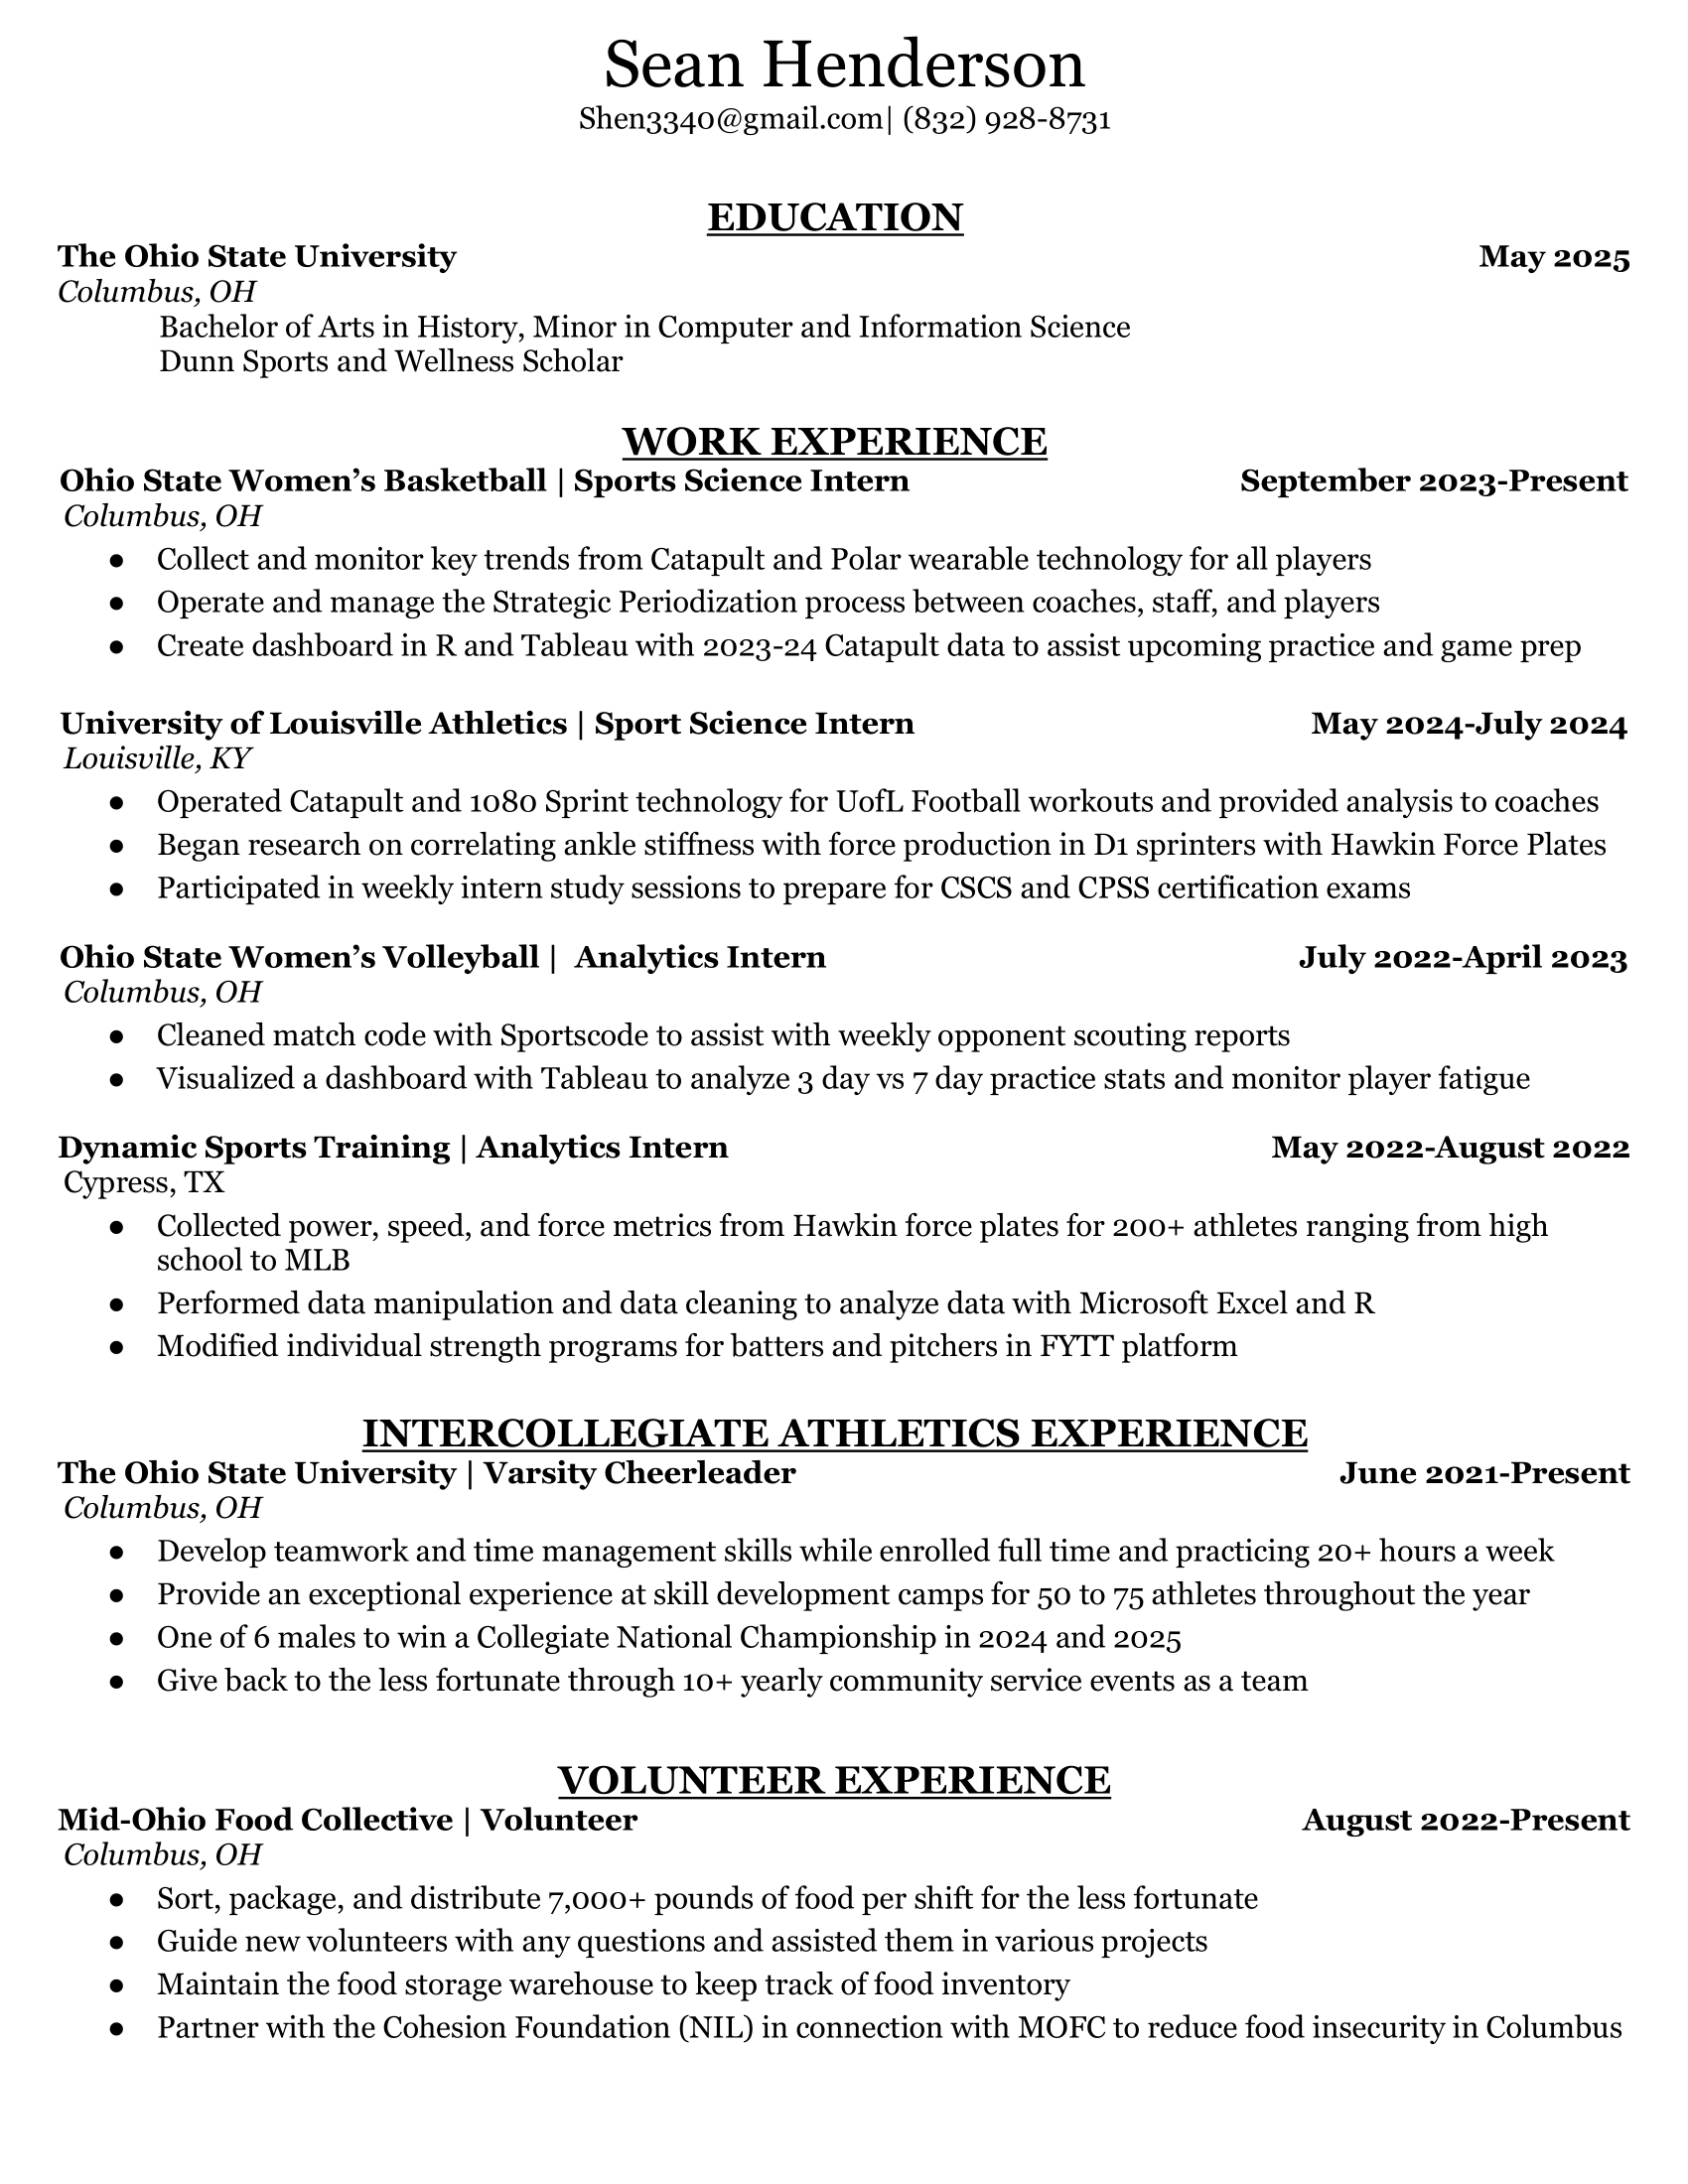 Sean Henderson
Shen3340@gmail.com| (832) 928-8731
EDUCATION
The Ohio State University May 2025
Columbus, OH
Bachelor of Arts in History, Minor in Computer and Information Science
Dunn Sports and Wellness Scholar
WORK EXPERIENCE
Ohio State Women’s Basketball | Sports Science Intern September 2023-Present
Columbus, OH
● Collect and monitor key trends from Catapult and Polar wearable technology for all players
● Operate and manage the Strategic Periodization process between coaches, staff, and players
● Create dashboard in R and Tableau with 2023-24 Catapult data to assist upcoming practice and game prep
University of Louisville Athletics | Sport Science Intern May 2024-July 2024
Louisville, KY
● Operated Catapult and 1080 Sprint technology for UofL Football workouts and provided analysis to coaches
● Began research on correlating ankle stiffness with force production in D1 sprinters with Hawkin Force Plates
● Participated in weekly intern study sessions to prepare for CSCS and CPSS certification exams
Ohio State Women’s Volleyball | Analytics Intern July 2022-April 2023
Columbus, OH
● Cleaned match code with Sportscode to assist with weekly opponent scouting reports
● Visualized a dashboard with Tableau to analyze 3 day vs 7 day practice stats and monitor player fatigue
Dynamic Sports Training | Analytics Intern May 2022-August 2022
Cypress, TX
● Collected power, speed, and force metrics from Hawkin force plates for 200+ athletes ranging from high
school to MLB
● Performed data manipulation and data cleaning to analyze data with Microsoft Excel and R
● Modified individual strength programs for batters and pitchers in FYTT platform
INTERCOLLEGIATE ATHLETICS EXPERIENCE
The Ohio State University | Varsity Cheerleader June 2021-Present
Columbus, OH
● Develop teamwork and time management skills while enrolled full time and practicing 20+ hours a week
● Provide an exceptional experience at skill development camps for 50 to 75 athletes throughout the year
● One of 6 males to win a Collegiate National Championship in 2024 and 2025
● Give back to the less fortunate through 10+ yearly community service events as a team
VOLUNTEER EXPERIENCE
Mid-Ohio Food Collective | Volunteer August 2022-Present
Columbus, OH
● Sort, package, and distribute 7,000+ pounds of food per shift for the less fortunate
● Guide new volunteers with any questions and assisted them in various projects
● Maintain the food storage warehouse to keep track of food inventory
● Partner with the Cohesion Foundation (NIL) in connection with MOFC to reduce food insecurity in Columbus